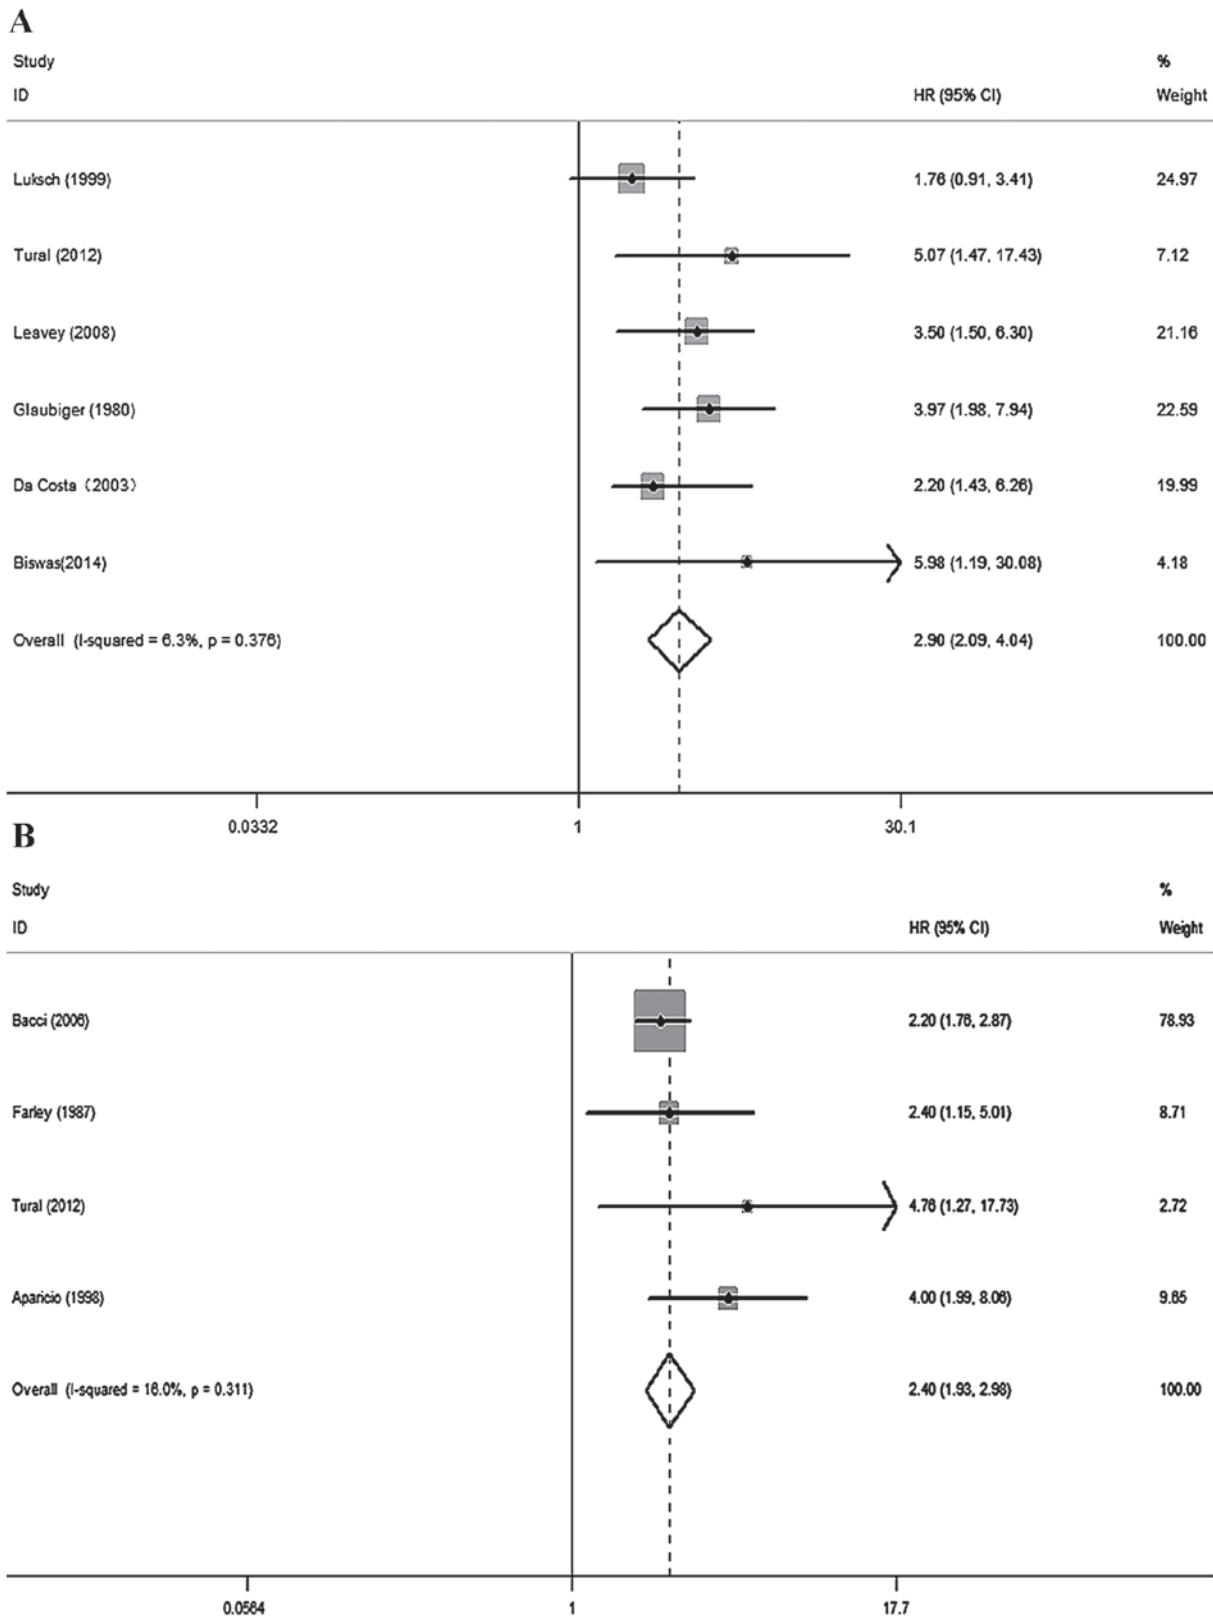 A
Study %
ID HR (95% CI) Weight
Luksch (1999) 1.76 (0.91, 3.41) 24.97
Tural (2012) 5.07 (1.47, 17.43) 7.12
Leavey (2008) 3.50 (1.50, 6.30) 21.16
Glaubiger (1980) 3.97 (1.98, 7.94) 22.59
Da Costa (2003) 2.20 (1.43, 6.26) 19.99
Biswas(2014) 5.98 (1.19, 30.08) 4.18
Overall (I-squared = 6.3%, p = 0.376) 2.90 (2.09, 4.04) 100.00
0.0332 1 30.1
B
Study %
ID HR (95% CI) Weight
Bacci (2006) 2.20 (1.76, 2.87) 78.93
Farley (1987) 2.40 (1.15, 5.01) 8.71
Tural (2012) 4.76 (1.27, 17.73) 2.72
Aparicio (1998) 4.00 (1.99, 8.06) 9.65
Overall (I-squared = 16.0%, p = 0.311) 2.40 (1.93, 2.98) 100.00
0.0564 1 17.7